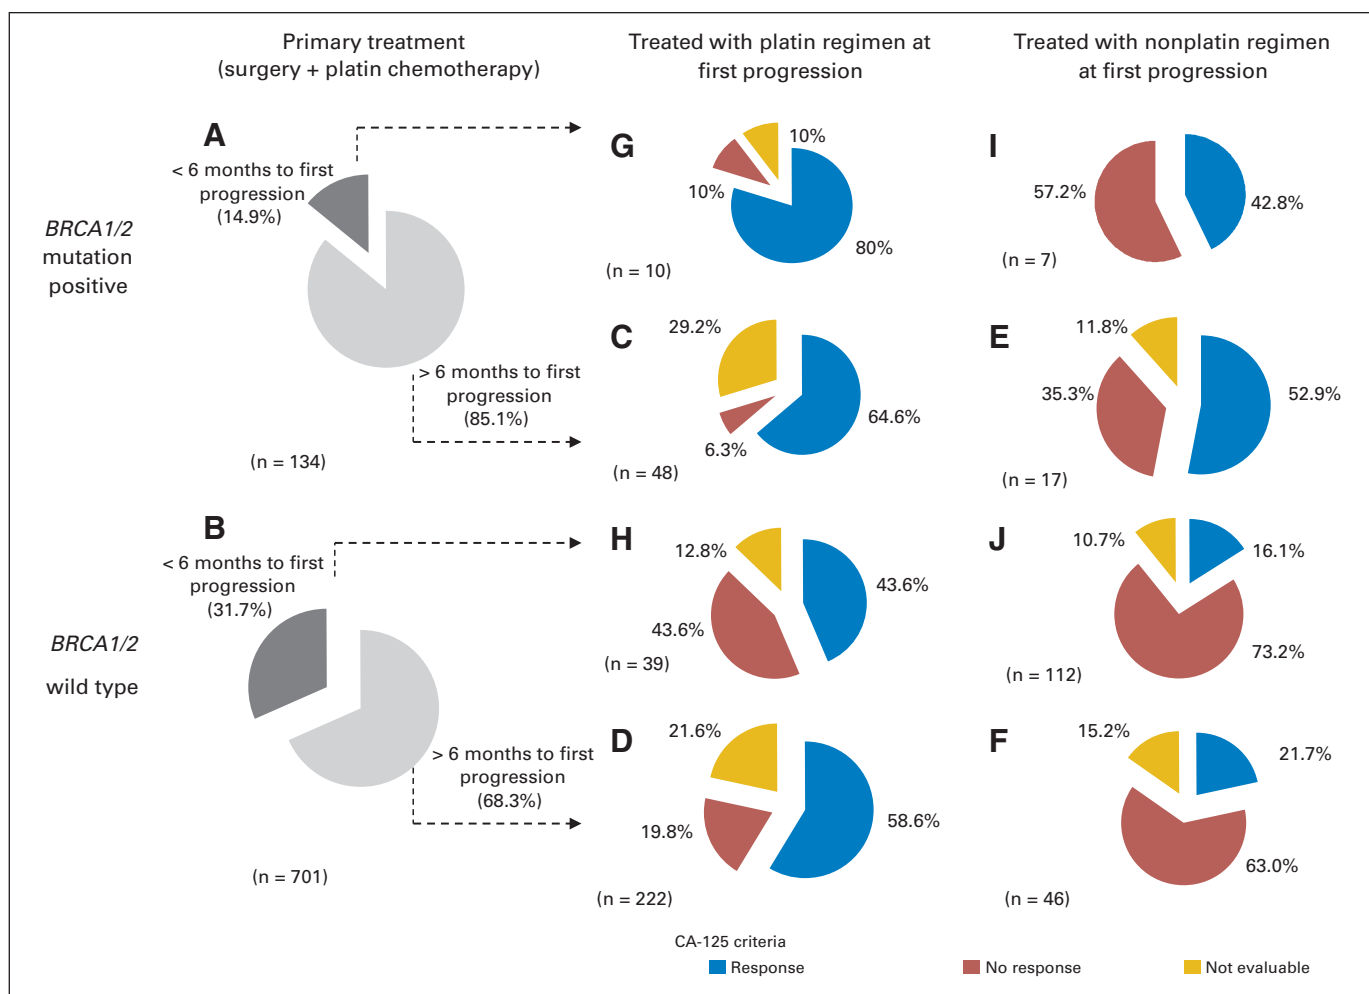 Primary treatment
(surgery + platin chemotherapy)
Treated with platin regimen at
first progression
Treated with nonplatin regimen
at first progression
BRCA1/2
mutation
positive
A
< 6 months to first
progression
(14.9%)
> 6 months to first
progression
(85.1%)
(n = 134)
G
10%
10%
80%
(n = 10)
I
57.2%
42.8%
(n = 7)
C
29.2%
64.6%
6.3%
(n = 48)
E
11.8%
35.3%
52.9%
(n = 17)
BRCA1/2
wild type
B
< 6 months to first
progression
(31.7%)
> 6 months to first
progression
(68.3%)
(n = 701)
H
12.8%
43.6%
43.6%
(n = 39)
J
10.7%
16.1%
73.2%
(n = 112)
D
21.6%
19.8%
58.6%
(n = 222)
F
15.2%
21.7%
63.0%
(n = 46)
CA-125 criteria
Response
No response
Not evaluable